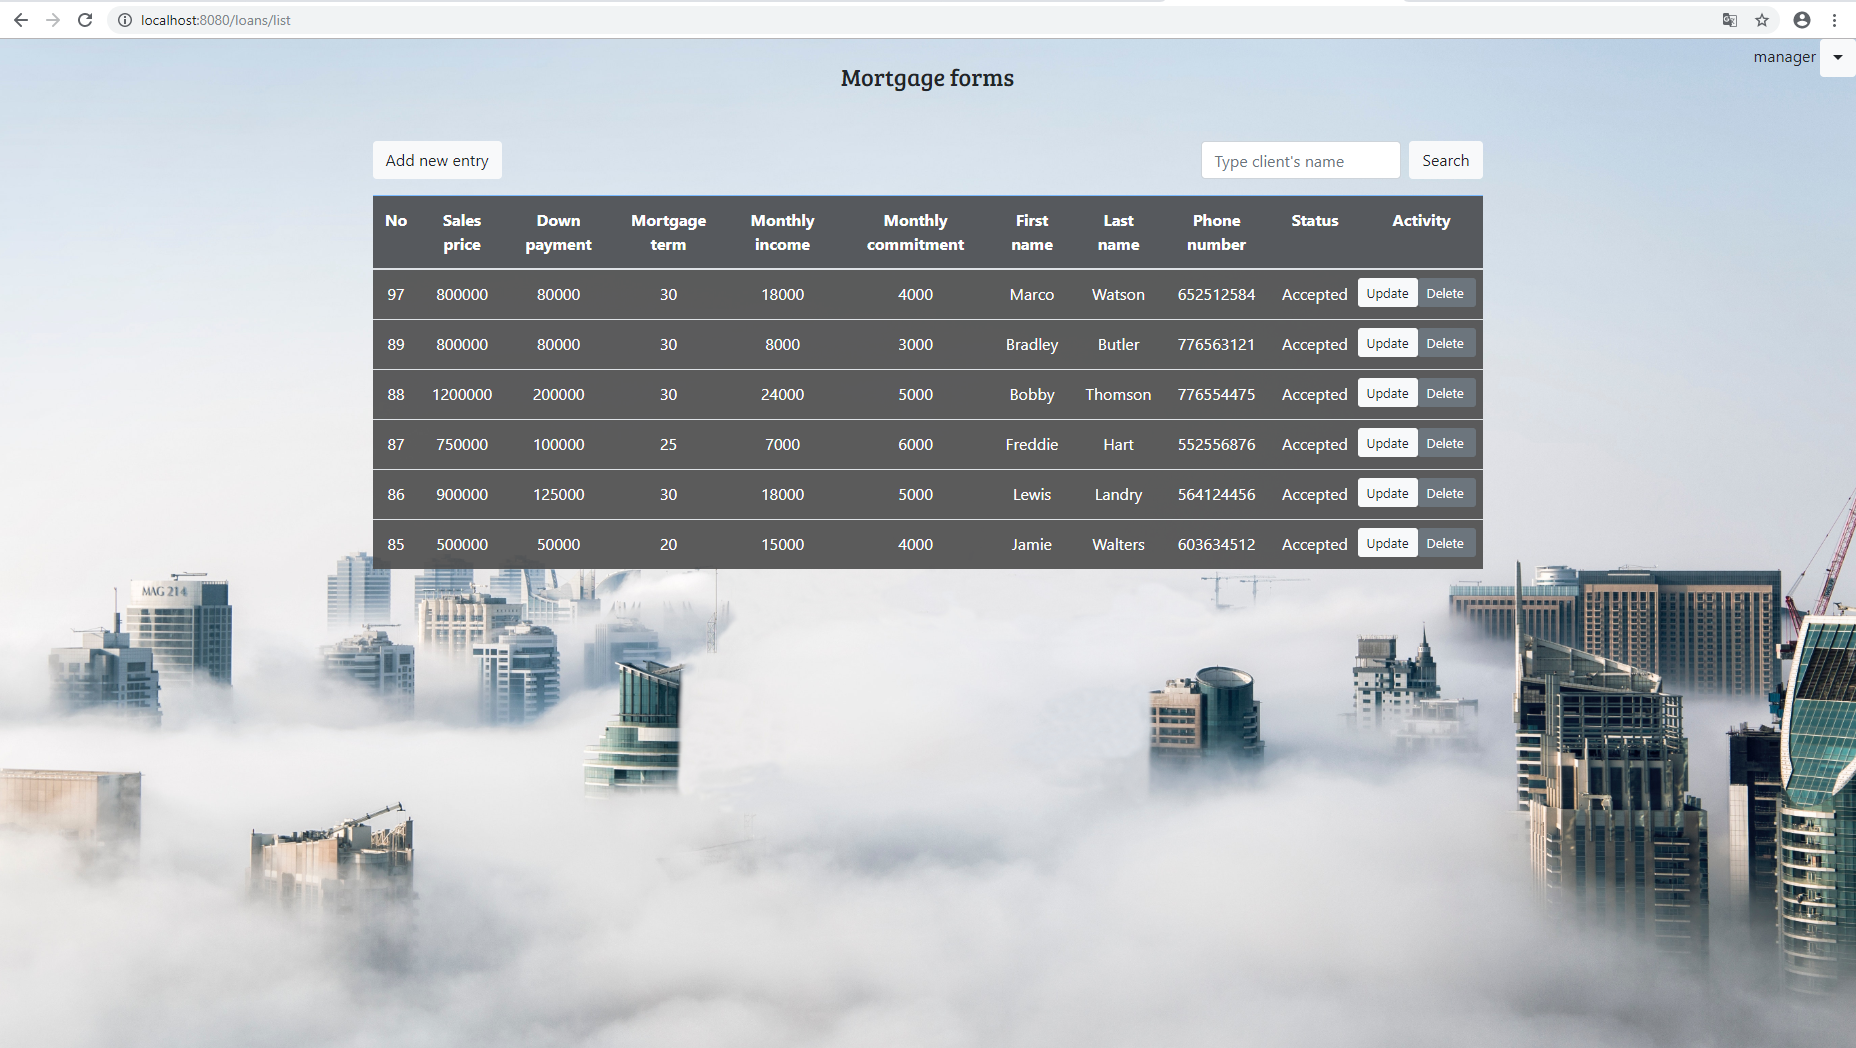 localhost:8080/loans/list
manager
Mortgage forms
Add new entry
Type client's name
Search
No Sales price Down payment Mortgage term Monthly income Monthly commitment First name Last name Phone number Status Activity
97 800000 80000 30 18000 4000 Marco Watson 652512584 Accepted Update Delete
89 800000 80000 30 8000 3000 Bradley Butler 776563121 Accepted Update Delete
88 1200000 200000 30 24000 5000 Bobby Thomson 776554475 Accepted Update Delete
87 750000 100000 25 7000 6000 Freddie Hart 552556876 Accepted Update Delete
86 900000 125000 30 18000 5000 Lewis Landry 564124456 Accepted Update Delete
85 500000 50000 20 15000 4000 Jamie Walters 603634512 Accepted Update Delete
MAG 214